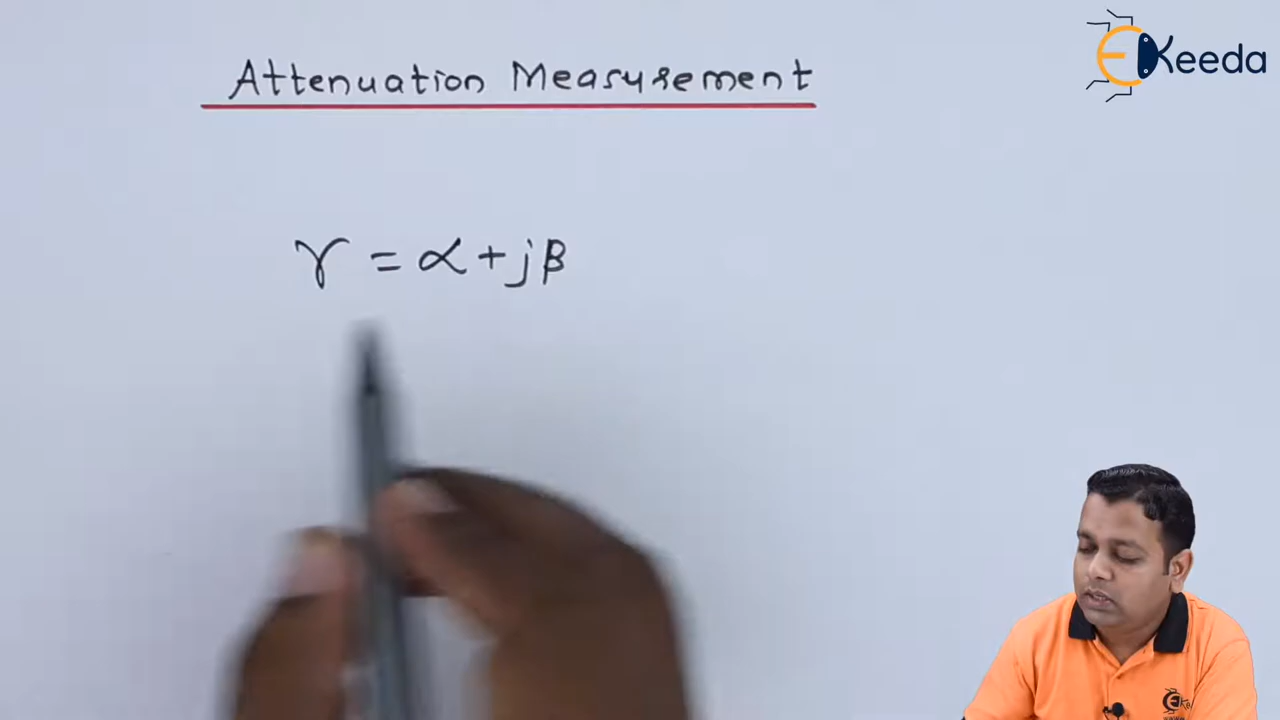 Attenuation Measurement
EKeeda
γ = α + jβ